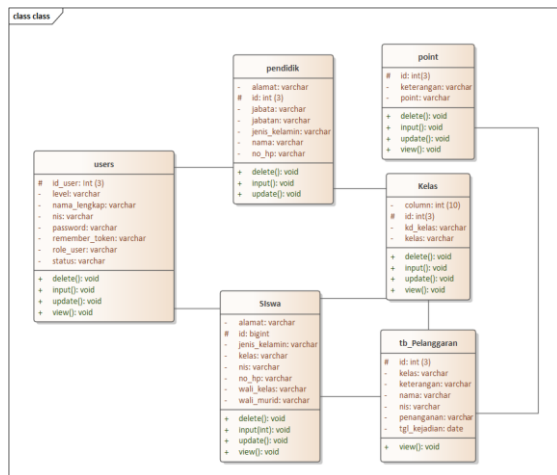 class class
pendidik
- alamat: varchar
# id: int (3)
- jabata: varchar
- jabatan: varchar
- jenis_kelamin: varchar
- nama: varchar
- no_hp: varchar
+ delete(): void
+ input(): void
+ update(): void
point
# id: int(3)
- keterangan: varchar
- point: varchar
+ delete(): void
+ input(): void
+ update(): void
+ view(): void
users
# id_user: int (3)
- level: varchar
- nama_lengkap: varchar
- nis: varchar
- password: varchar
- remember_token: varchar
- role_user: varchar
- status: varchar
+ delete(): void
+ input(): void
+ update(): void
+ view(): void
Kelas
- column: int (10)
# id: int(3)
- kd_kelas: varchar
- kelas: varchar
+ delete(): void
+ input(): void
+ update(): void
+ view(): void
Siswa
- alamat: varchar
# id: bigint
- jenis_kelamin: varchar
- kelas: varchar
- nis: varchar
- no_hp: varchar
- wali_kelas: varchar
- wali_murid: varchar
+ delete(): void
+ input(int): void
+ update(): void
+ view(): void
tb_Pelanggaran
# id: int (3)
- kelas: varchar
- keterangan: varchar
- nama: varchar
- nis: varchar
- penanganan: varchar
- tgl_kejadian: date
+ view(): void